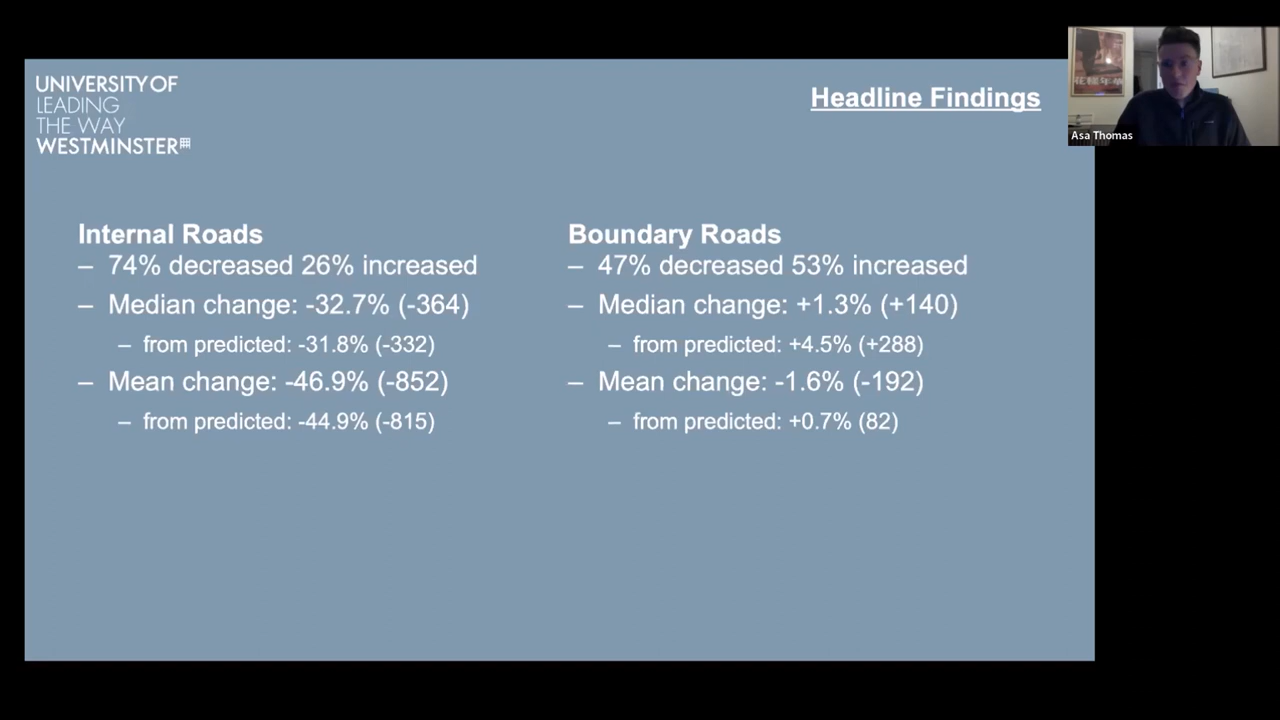 UNIVERSITY OF
LEADING
THE WAY
WESTMINSTER
Headline Findings
Asa Thomas
Internal Roads
– 74% decreased 26% increased
– Median change: -32.7% (-364)
– from predicted: -31.8% (-332)
– Mean change: -46.9% (-852)
– from predicted: -44.9% (-815)
Boundary Roads
– 47% decreased 53% increased
– Median change: +1.3% (+140)
– from predicted: +4.5% (+288)
– Mean change: -1.6% (-192)
– from predicted: +0.7% (82)